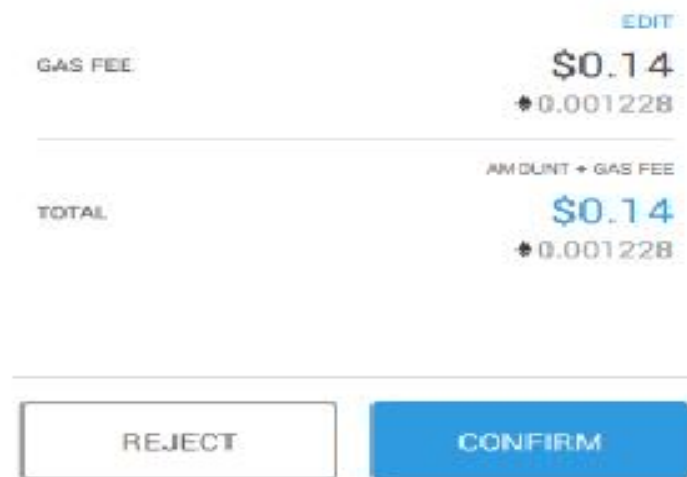 EDIT
GAS FEE $0.14
0.001228
AMOUNT + GAS FEE
TOTAL $0.14
0.001228
REJECT CONFIRM